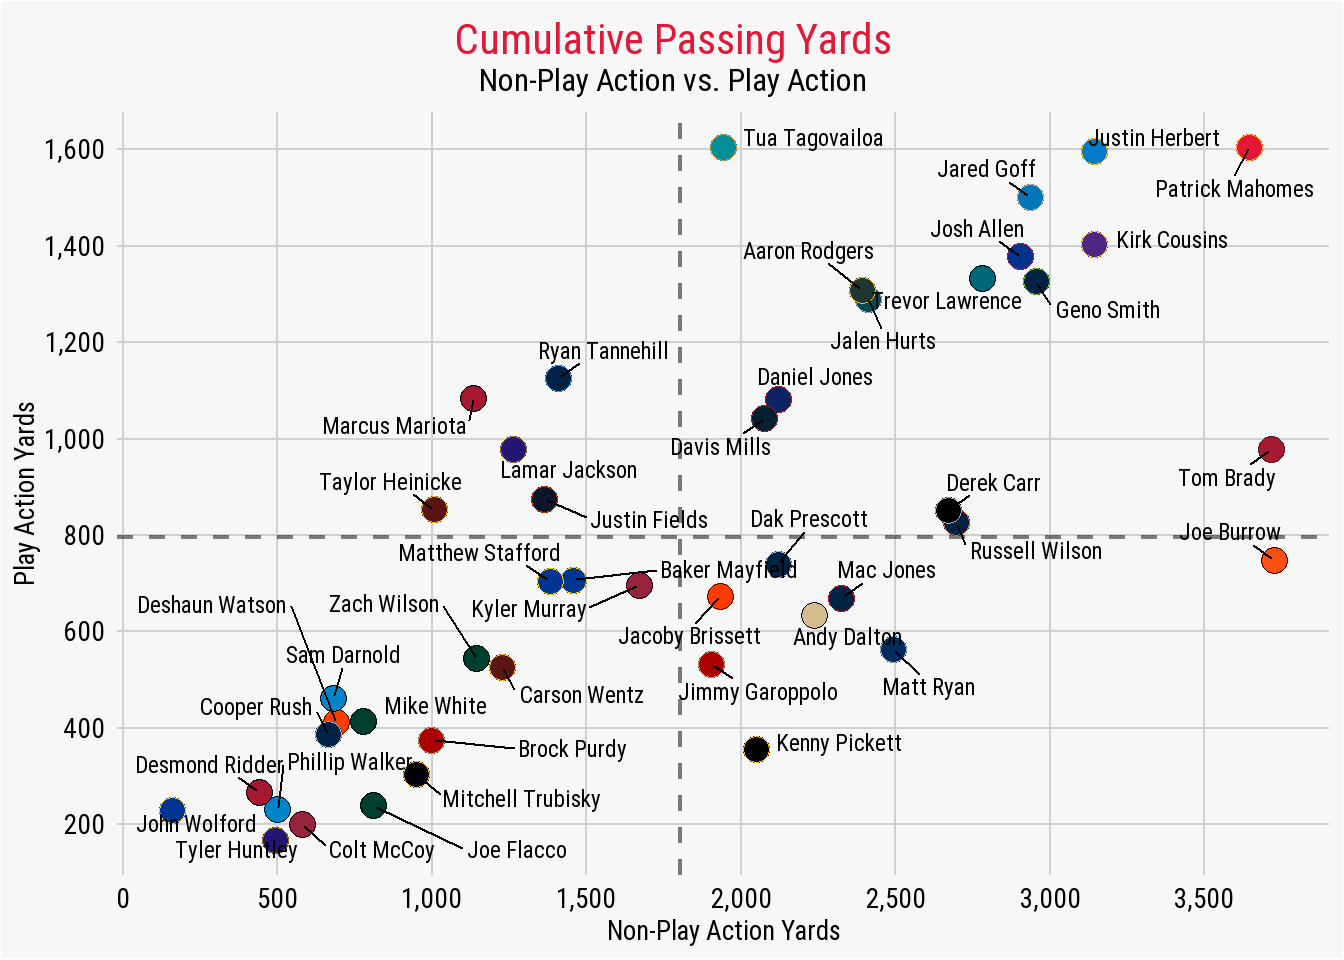 Cumulative Passing Yards
Non-Play Action vs. Play Action
Tua Tagovailoa
Justin Herbert
1,600
Jared Goff
Patrick Mahomes
Josh Allen
Kirk Cousins
1,400
Aaron Rodgers
Trevor Lawrence
Geno Smith
1,200
Jalen Hurts
Ryan Tannehill
Daniel Jones
Marcus Mariota
1,000
Davis Mills
Lamar Jackson
Tom Brady
Taylor Heinicke
Derek Carr
Justin Fields
Dak Prescott
800
Joe Burrow
Russell Wilson
Matthew Stafford
Baker Mayfield
Mac Jones
Deshaun Watson
Zach Wilson
Kyler Murray
600
Jacoby Brissett
Andy Dalton
Sam Darnold
Carson Wentz
Jimmy Garoppolo
Matt Ryan
Cooper Rush
Mike White
400
Brock Purdy
Kenny Pickett
Desmond Ridder
Phillip Walker
Mitchell Trubisky
200
John Wolford
Tyler Huntley
Colt McCoy
Joe Flacco
Play Action Yards
0
500
1,000
1,500
2,000
2,500
3,000
3,500
Non-Play Action Yards